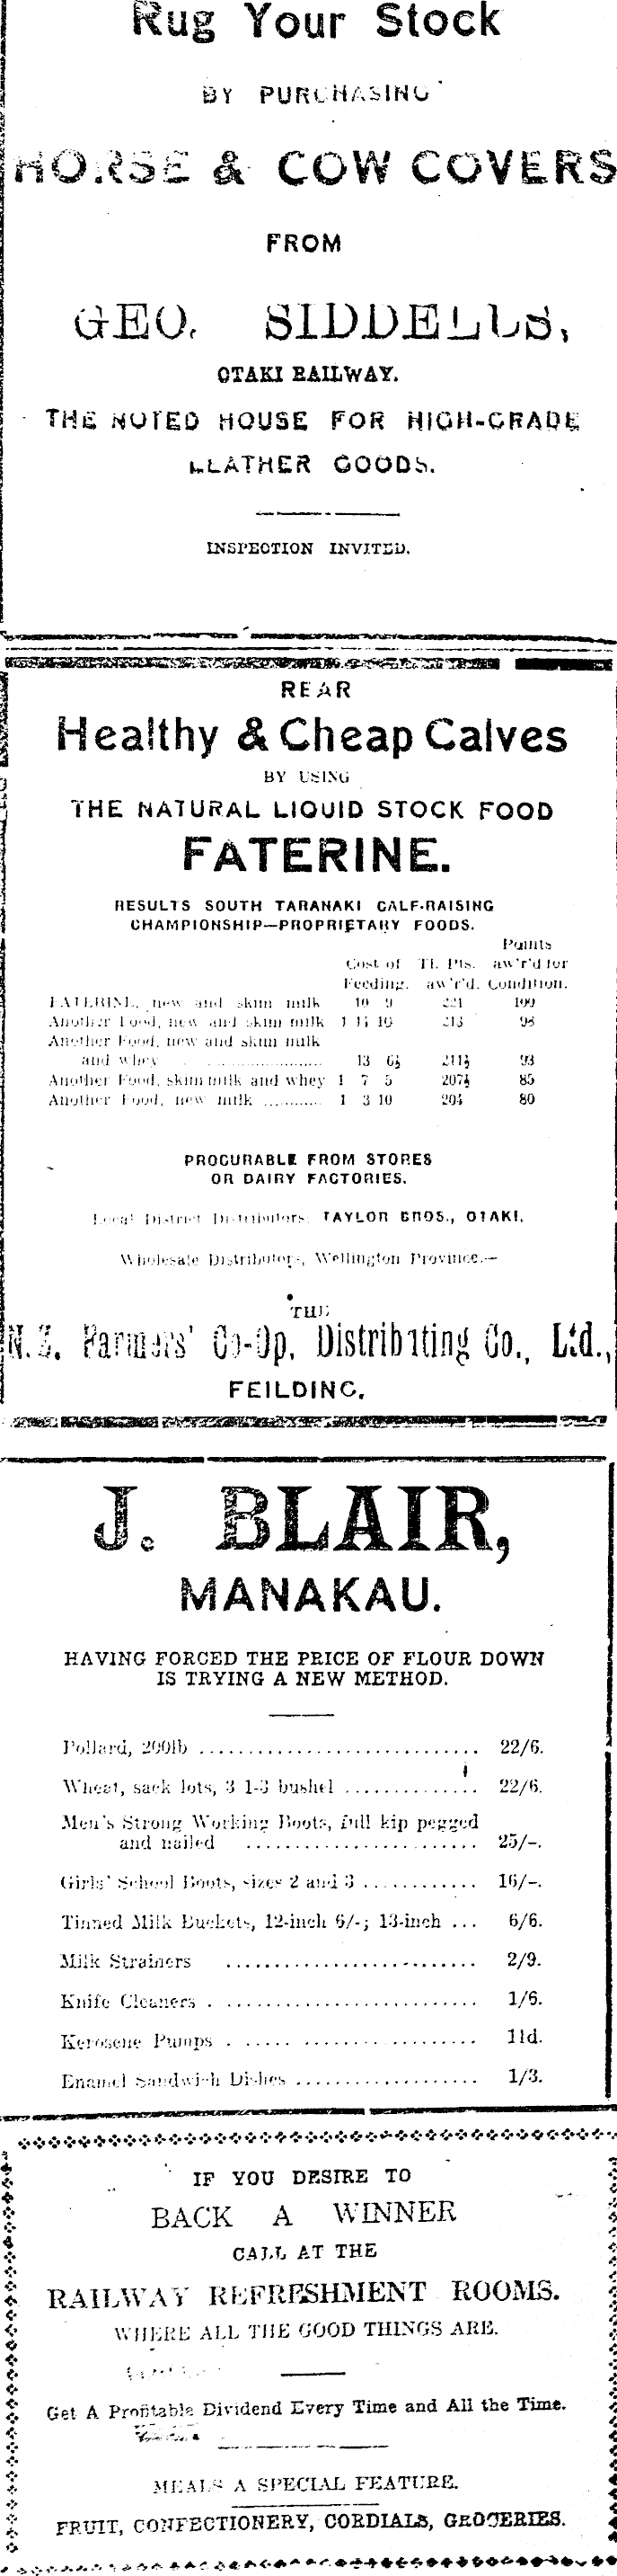 Rug Your Stock
BY PURCHASING
HORSE & COW COVERS
FROM
GEO. SIDDELLS,
OTAKI RAILWAY.
THE NOTED HOUSE FOR HIGH-GRADE
LEATHER GOODS.
INSPECTION INVITED.
REAR
Healthy & Cheap Calves
BY USING
THE NATURAL LIQUID STOCK FOOD
FATERINE.
RESULTS SOUTH TARANAKI CALF-RAISING
CHAMPIONSHIP—PROPRIETARY FOODS.
Points
Cost of Tl. Pts. aw'r'd for
Feeding. aw'r'd. Condition.
FATERINE, new and skim milk 10 9 221 100
Another Food, new and skim milk 1 213 98
Another Food, new and skim milk
and whey 13 6½ 211½ 93
Another Food, skim milk and whey 1 7 5 207½ 85
Another Food, new milk ............ 1 3 10 204 80
PROCURABLE FROM STORES
OR DAIRY FACTORIES.
Local District Distributors: TAYLOR BROS., OTAKI.
Wholesale Distributors, Wellington Province.—
THE
N.Z. Farmers' Co-Op. Distributing Co., Ltd.,
FEILDING.
J. BLAIR,
MANAKAU.
HAVING FORCED THE PRICE OF FLOUR DOWN
IS TRYING A NEW METHOD.
Pollard, 200lb ............................ 22/6.
Wheat, sack lots, 3 1-3 bushel .............. 22/6.
Men's Strong Working Boots, full kip pegged
and nailed ........................ 25/-.
Girls' School Boots, sizes 2 and 3 ............ 16/-.
Tinned Milk Buckets, 12-inch 6/-; 13-inch ... 6/6.
Milk Strainers .......................... 2/9.
Knife Cleaners ........................... 1/6.
Kerosene Pumps ........................ 11d.
Enamel Sandwich Dishes ................... 1/3.
IF YOU DESIRE TO
BACK A WINNER
CALL AT THE
RAILWAY REFRESHMENT ROOMS.
WHERE ALL THE GOOD THINGS ARE.
Get A Profitable Dividend Every Time and All the Time.
MEALS A SPECIAL FEATURE.
FRUIT, CONFECTIONERY, CORDIALS, GROCERIES.